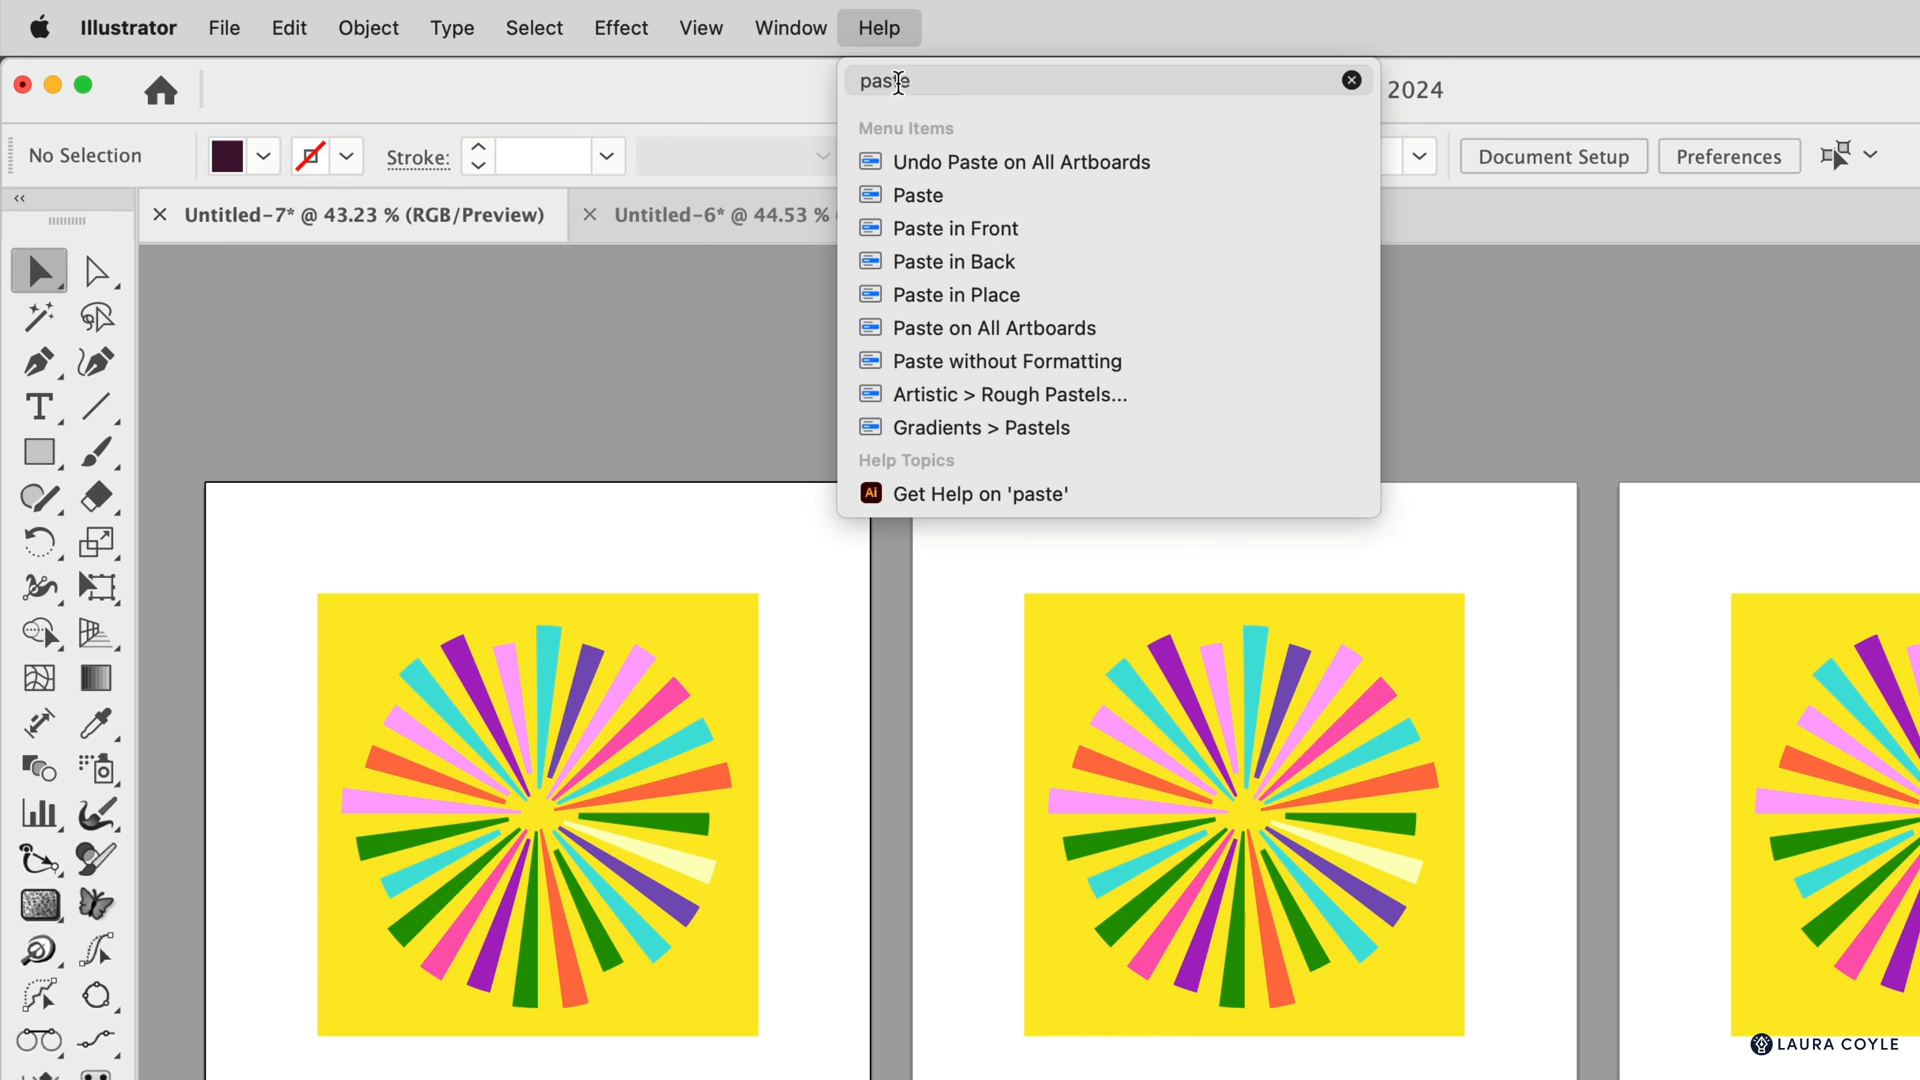 Illustrator File Edit Object Type Select Effect View Window Help
paste
2024
No Selection
Stroke:
Document Setup
Preferences
Untitled-7* @ 43.23 % (RGB/Preview)
Untitled-6* @ 44.53 %
Menu Items
Undo Paste on All Artboards
Paste
Paste in Front
Paste in Back
Paste in Place
Paste on All Artboards
Paste without Formatting
Artistic > Rough Pastels...
Gradients > Pastels
Help Topics
Ai Get Help on 'paste'
LAURA COYLE